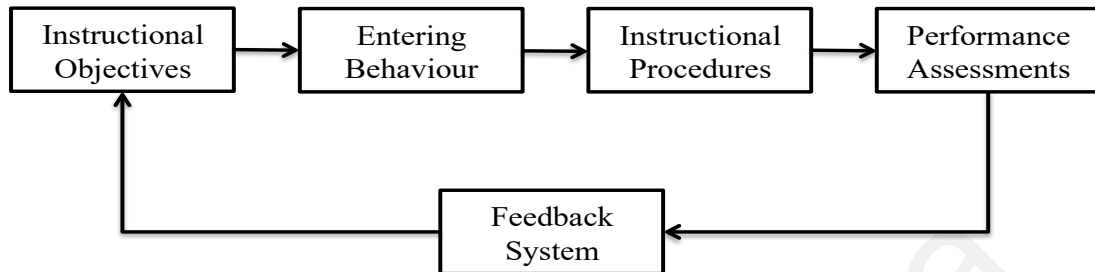 Instructional
Objectives
Entering
Behaviour
Instructional
Procedures
Performance
Assessments
Feedback
System